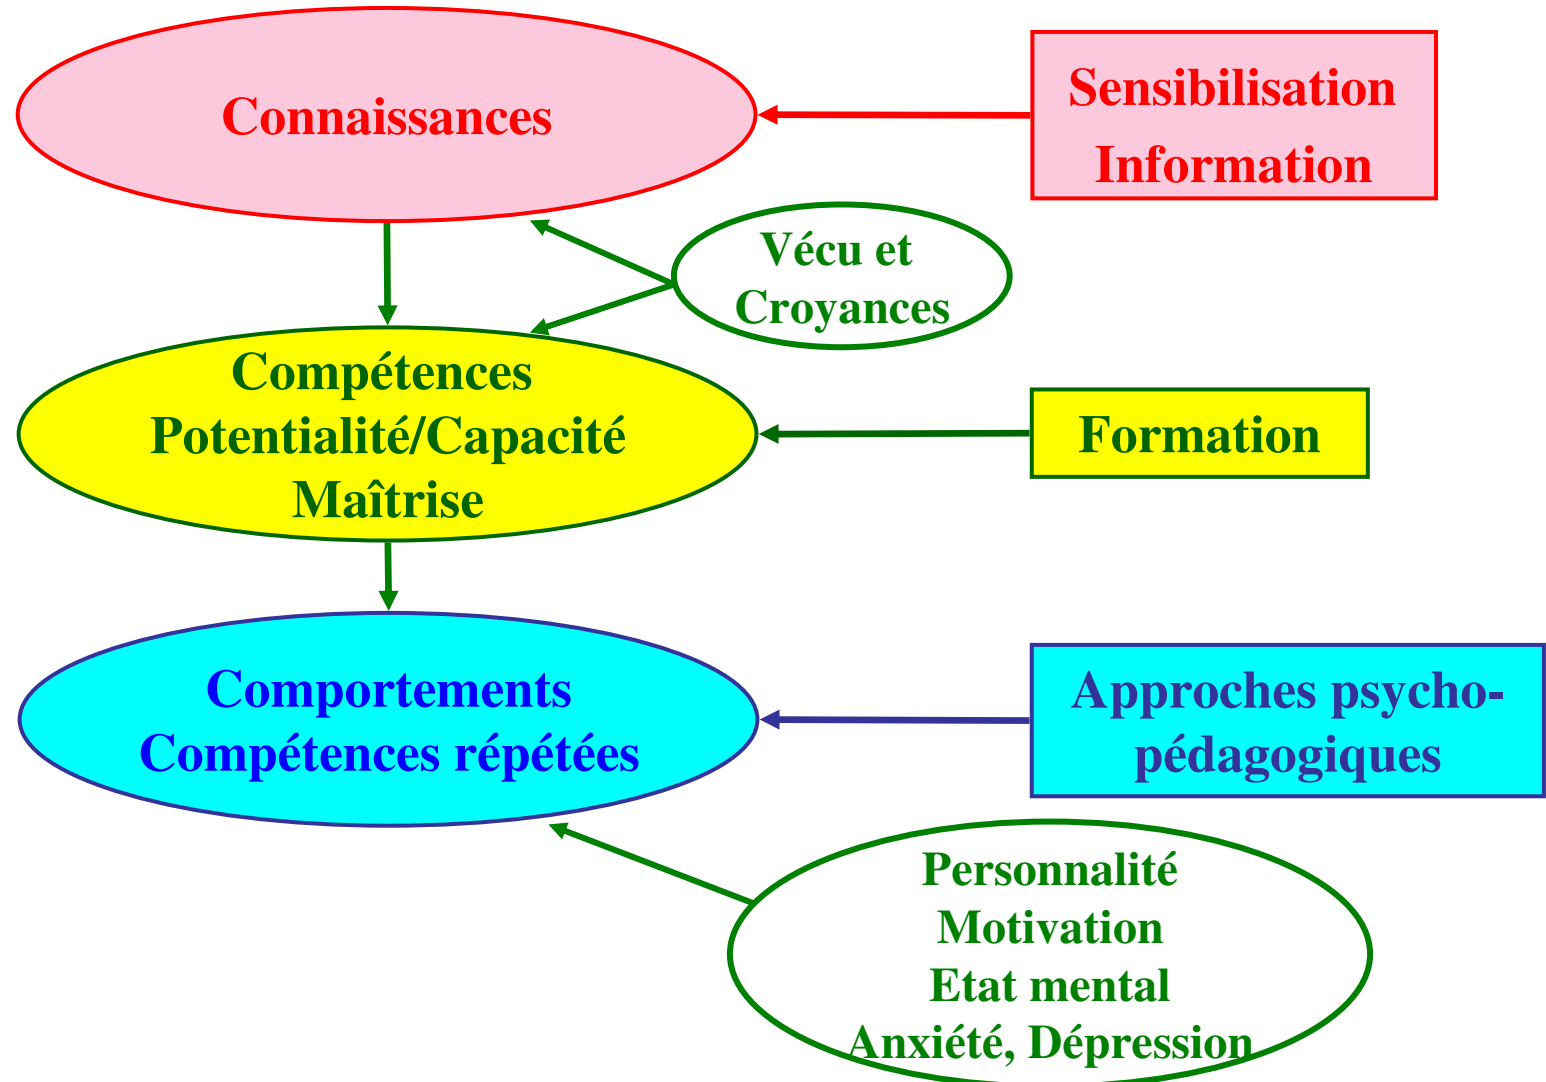 Connaissances
Sensibilisation
Information
Vécu et
Croyances
Compétences
Potentialité/Capacité
Maîtrise
Formation
Comportements
Compétences répétées
Approches psycho-
pédagogiques
Personnalité
Motivation
Etat mental
Anxiété, Dépression